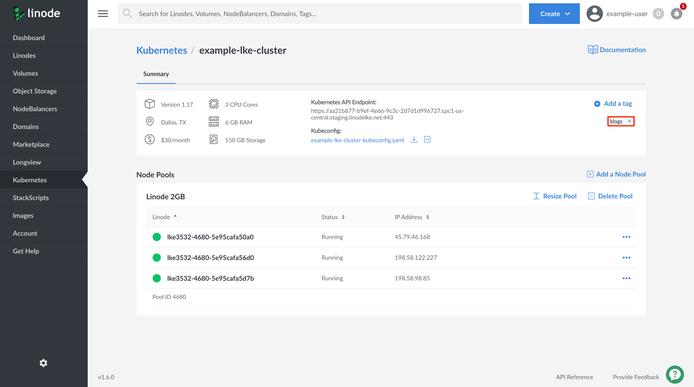 linode
Search for Linodes, Volumes, NodeBalancers, Domains, Tags...
Create
example-user
0
5
Dashboard
Linodes
Volumes
Object Storage
NodeBalancers
Domains
Marketplace
Longview
Kubernetes
StackScripts
Images
Account
Get Help
Kubernetes / example-lke-cluster
Documentation
Summary
Version 1.17
3 CPU Cores
Dallas, TX
6 GB RAM
$30/month
150 GB Storage
Kubernetes API Endpoint:
https://aa21b877-b9ef-4e66-9c3c-2d7d1d996727.cpc1-us-
central.staging.linodelke.net:443
Kubeconfig:
example-lke-cluster-kubeconfig.yaml
Add a tag
blogs ×
Node Pools
Add a Node Pool
Linode 2GB
Resize Pool
Delete Pool
Linode
Status
IP Address
lke3532-4680-5e95cafa50a0
Running
45.79.46.168
lke3532-4680-5e95cafa56d0
Running
198.58.122.227
lke3532-4680-5e95cafa5d7b
Running
198.58.98.85
Pool ID 4680
v1.6.0
API Reference
Provide Feedback